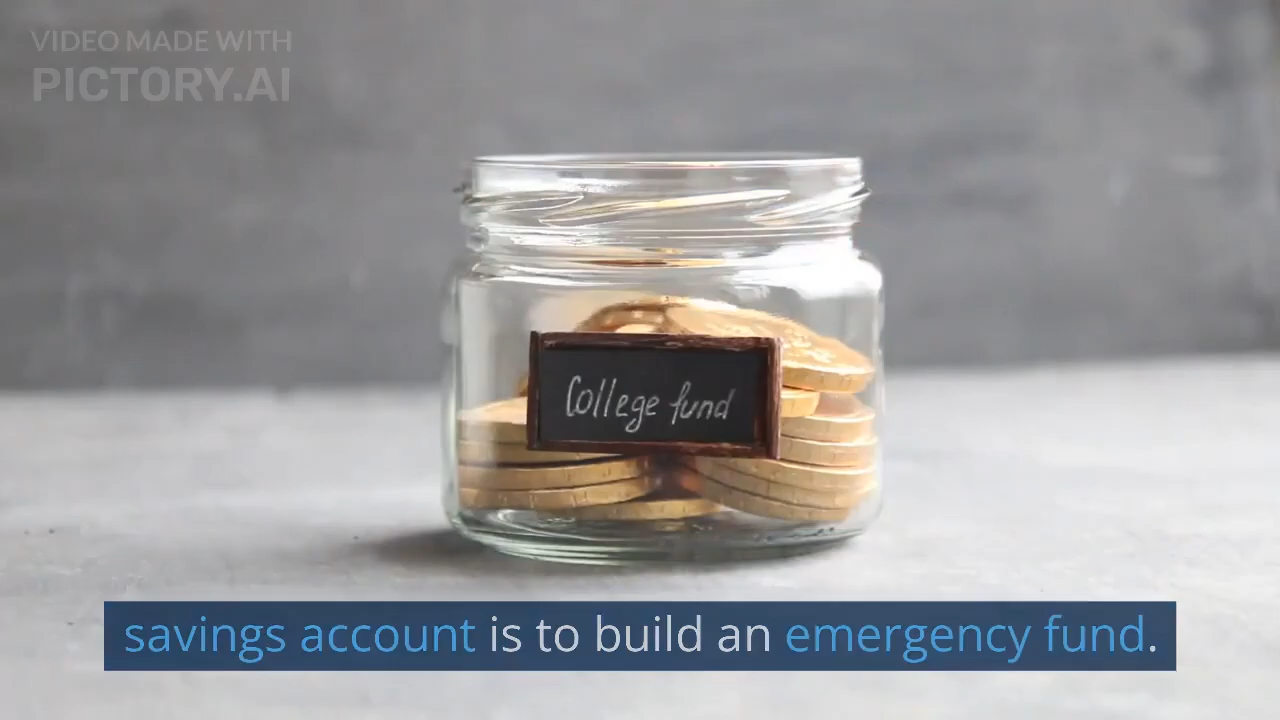 VIDEO MADE WITH
PICTORY.AI
College fund
savings account is to build an emergency fund.